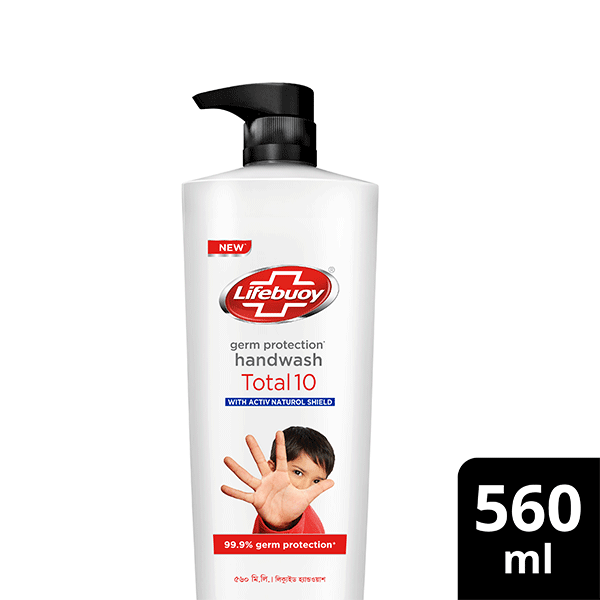 NEW*
Lifebuoy®
germ protection*
handwash
Total 10
WITH ACTIV NATUROL SHIELD
99.9% germ protection*
৫৬০ মি.লি. | লিকুইড হ্যান্ডওয়াশ
560
ml